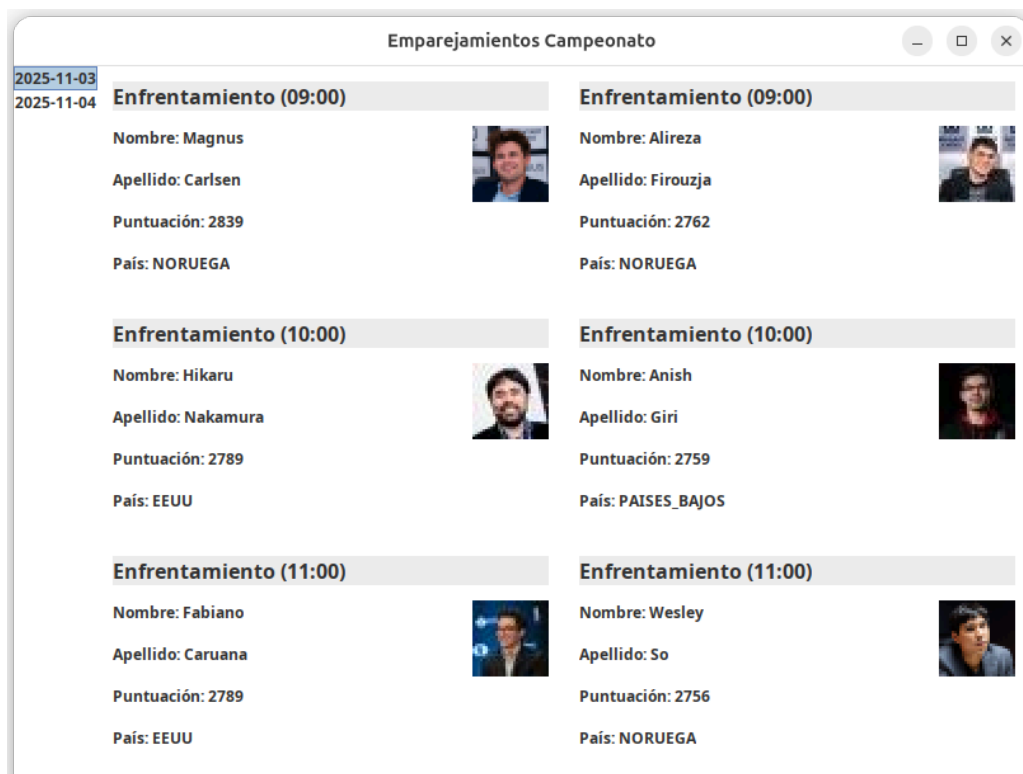 Emparejamientos Campeonato
2025-11-03
2025-11-04
Enfrentamiento (09:00)
Nombre: Magnus
Apellido: Carlsen
Puntuación: 2839
País: NORUEGA
Enfrentamiento (09:00)
Nombre: Alireza
Apellido: Firouzja
Puntuación: 2762
País: NORUEGA
Enfrentamiento (10:00)
Nombre: Hikaru
Apellido: Nakamura
Puntuación: 2789
País: EEUU
Enfrentamiento (10:00)
Nombre: Anish
Apellido: Giri
Puntuación: 2759
País: PAISES_BAJOS
Enfrentamiento (11:00)
Nombre: Fabiano
Apellido: Caruana
Puntuación: 2789
País: EEUU
Enfrentamiento (11:00)
Nombre: Wesley
Apellido: So
Puntuación: 2756
País: NORUEGA